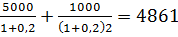 5000/(1+0,2) + 1000/((1+0,2)2) = 4861